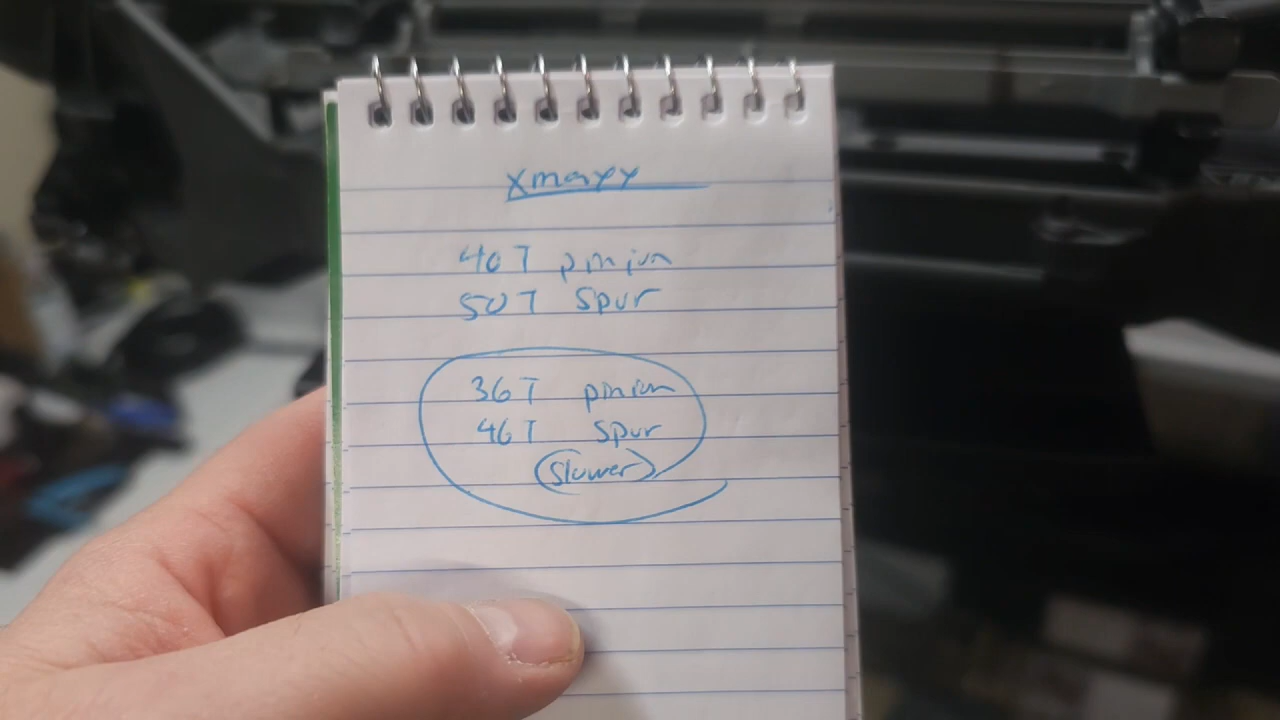 xmaxx
40T pinion
50T spur
36T pinion
46T spur
(slower)